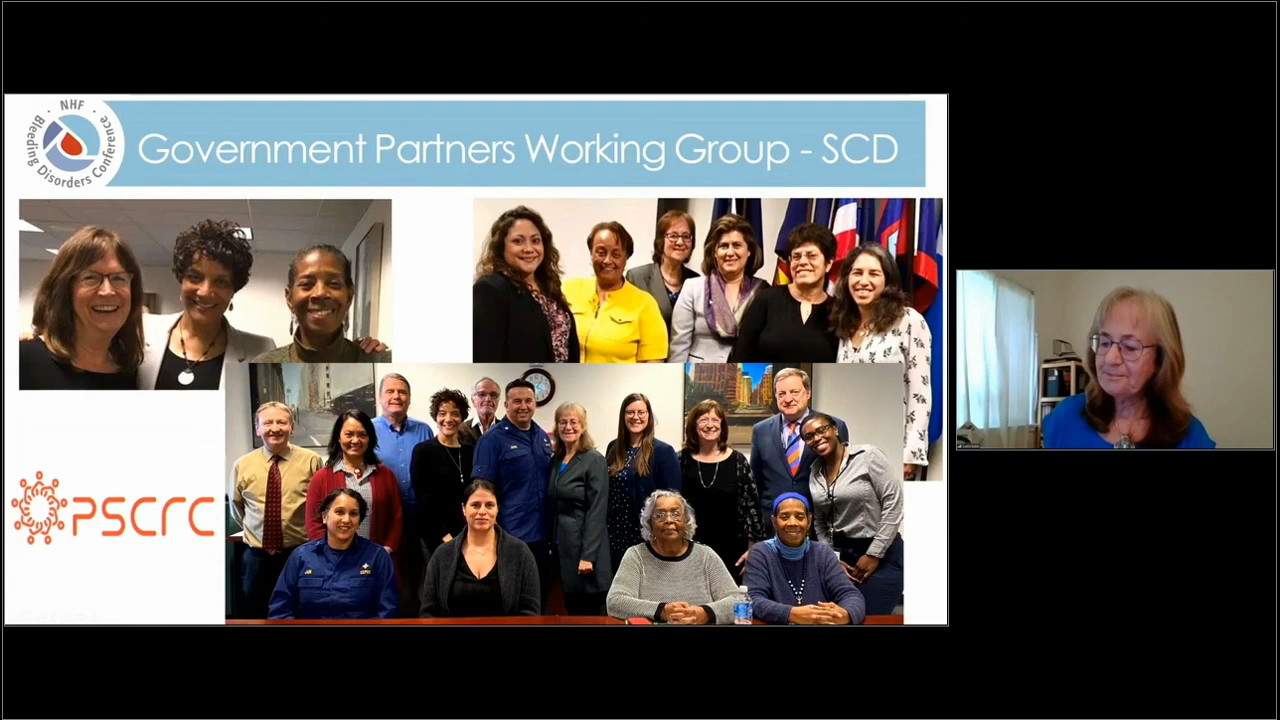 NHF
Bleeding Disorders Conference
Government Partners Working Group - SCD
PSCRC